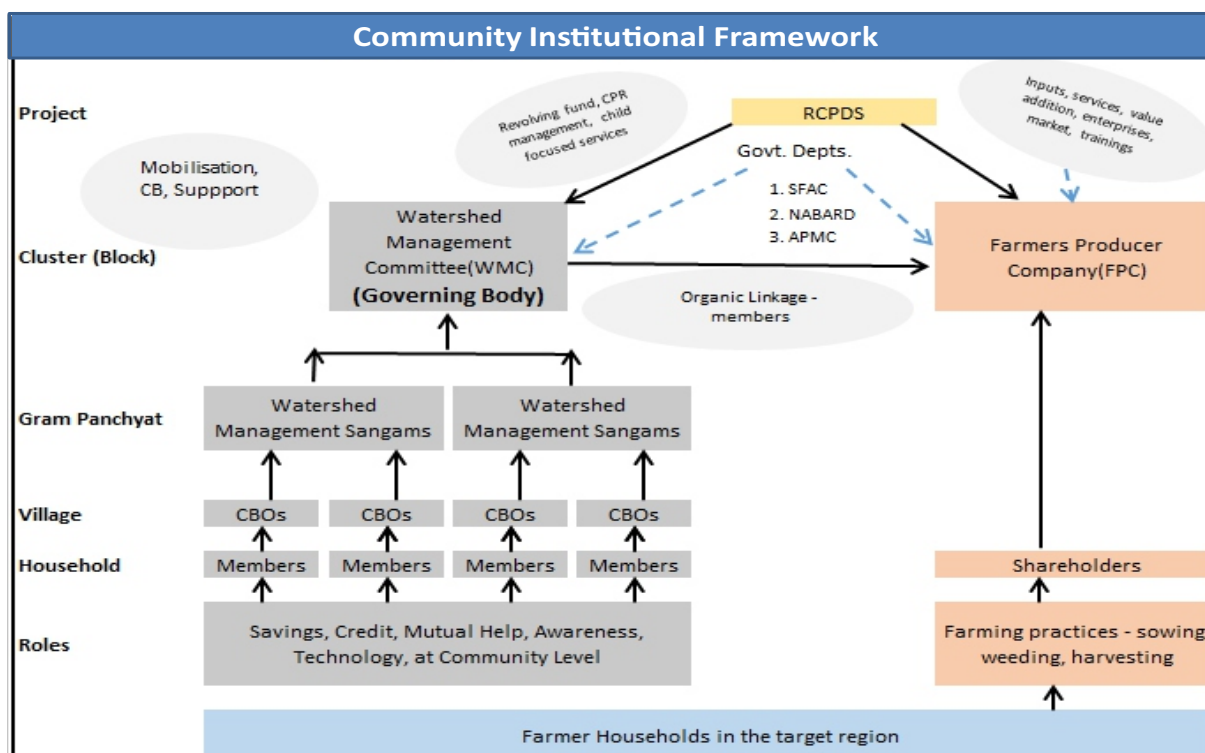 Community Institutional Framework
Project
Revolving fund, CPR
management, child
focused services
RCPDS
Inputs, services, value
addition, enterprises,
market, trainings
Mobilisation,
CB, Suppport
Govt. Depts.
1. SFAC
2. NABARD
3. APMC
Cluster (Block)
Watershed
Management
Committee(WMC)
(Governing Body)
Farmers Producer
Company(FPC)
Organic Linkage -
members
Gram Panchyat
Watershed
Management Sangams
Watershed
Management Sangams
Village
CBOs
CBOs
CBOs
CBOs
Household
Members
Members
Members
Members
Shareholders
Roles
Savings, Credit, Mutual Help, Awareness,
Technology, at Community Level
Farming practices - sowing
weeding, harvesting
Farmer Households in the target region